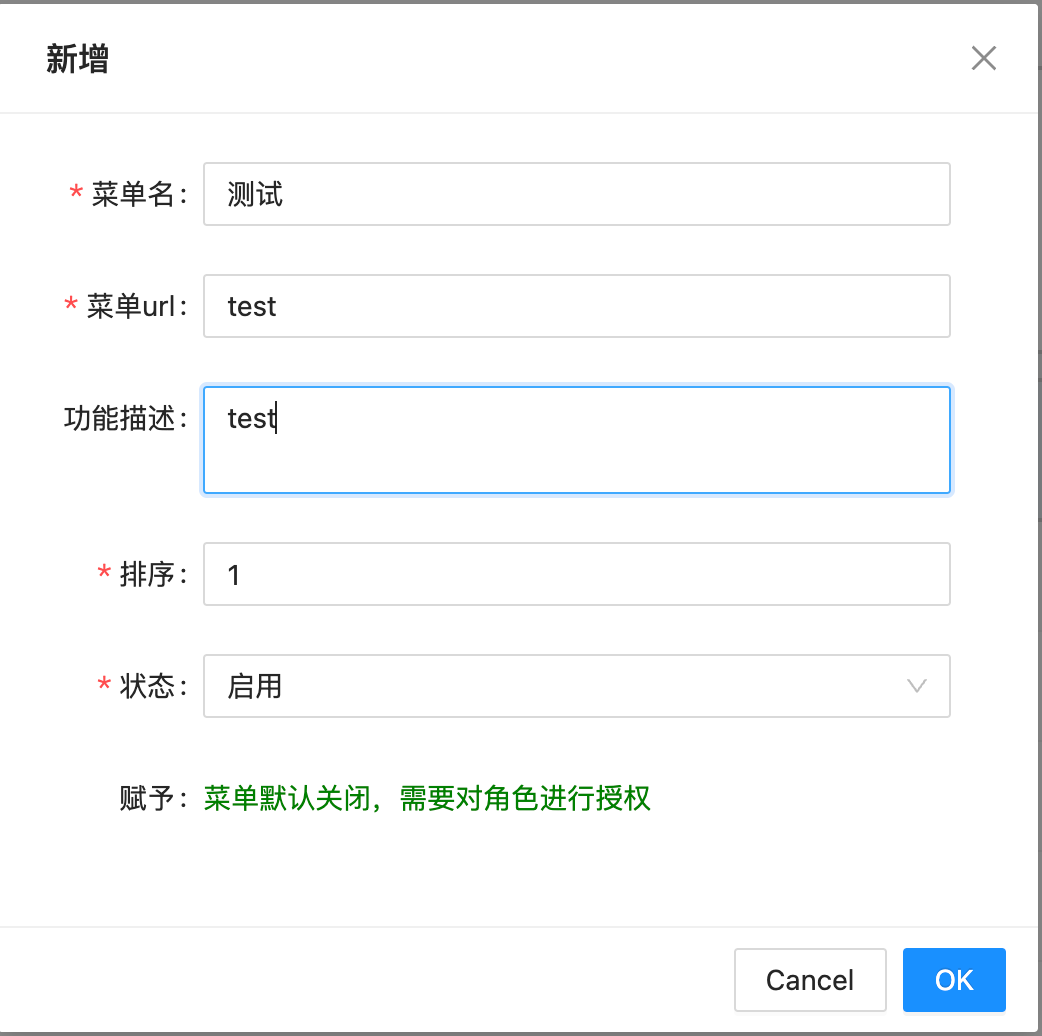 新增
* 菜单名: 测试
* 菜单url: test
功能描述: test
* 排序: 1
* 状态: 启用
赋予: 菜单默认关闭，需要对角色进行授权
Cancel OK